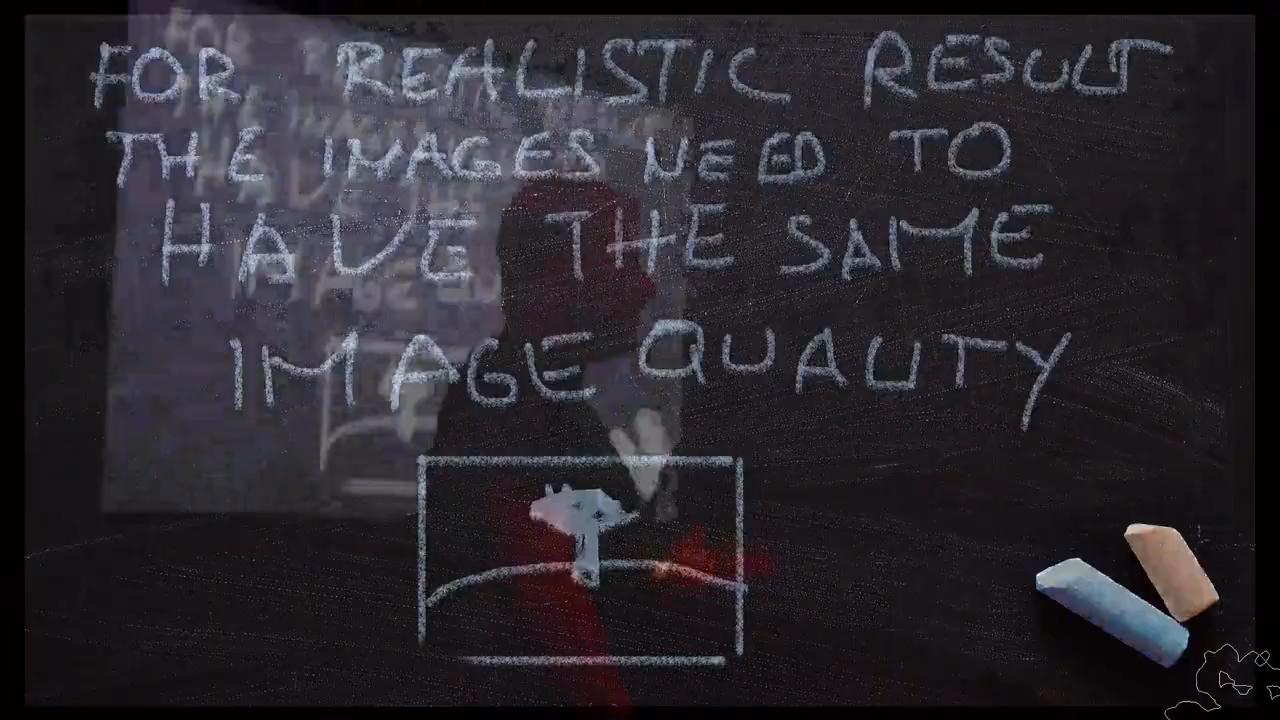 FOR REALISTIC RESULT
THE IMAGES NEED TO
HAVE THE SAME
IMAGE QUALITY